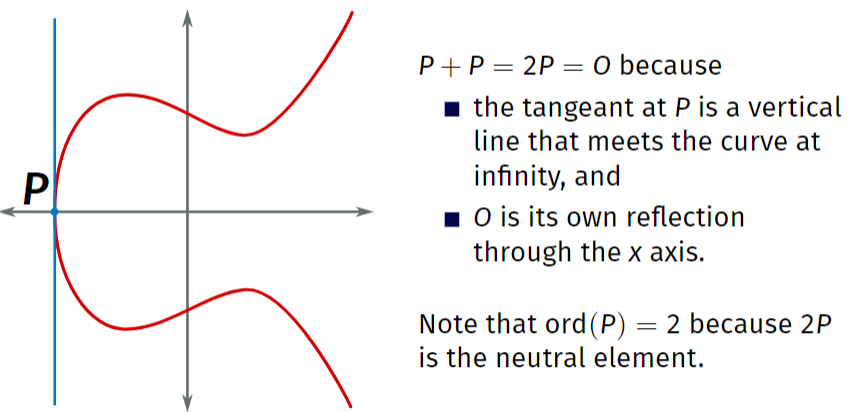 P
P + P = 2P = O because
■ the tangeant at P is a vertical
line that meets the curve at
infinity, and
■ O is its own reflection
through the x axis.
Note that ord(P) = 2 because 2P
is the neutral element.